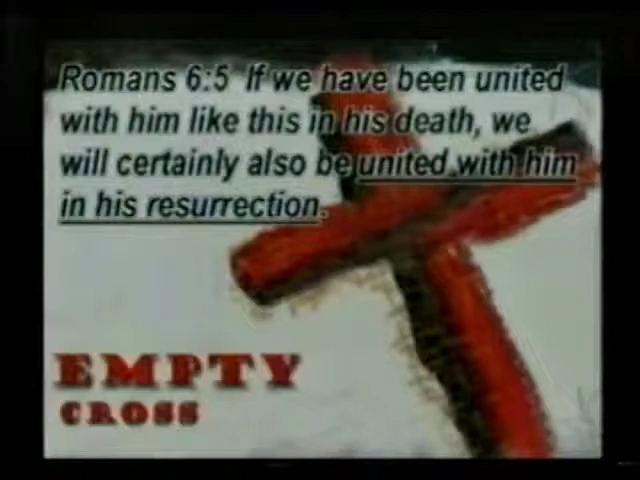 Romans 6:5 If we have been united
with him like this in his death, we
will certainly also be united with him
in his resurrection.
EMPTY
CROSS